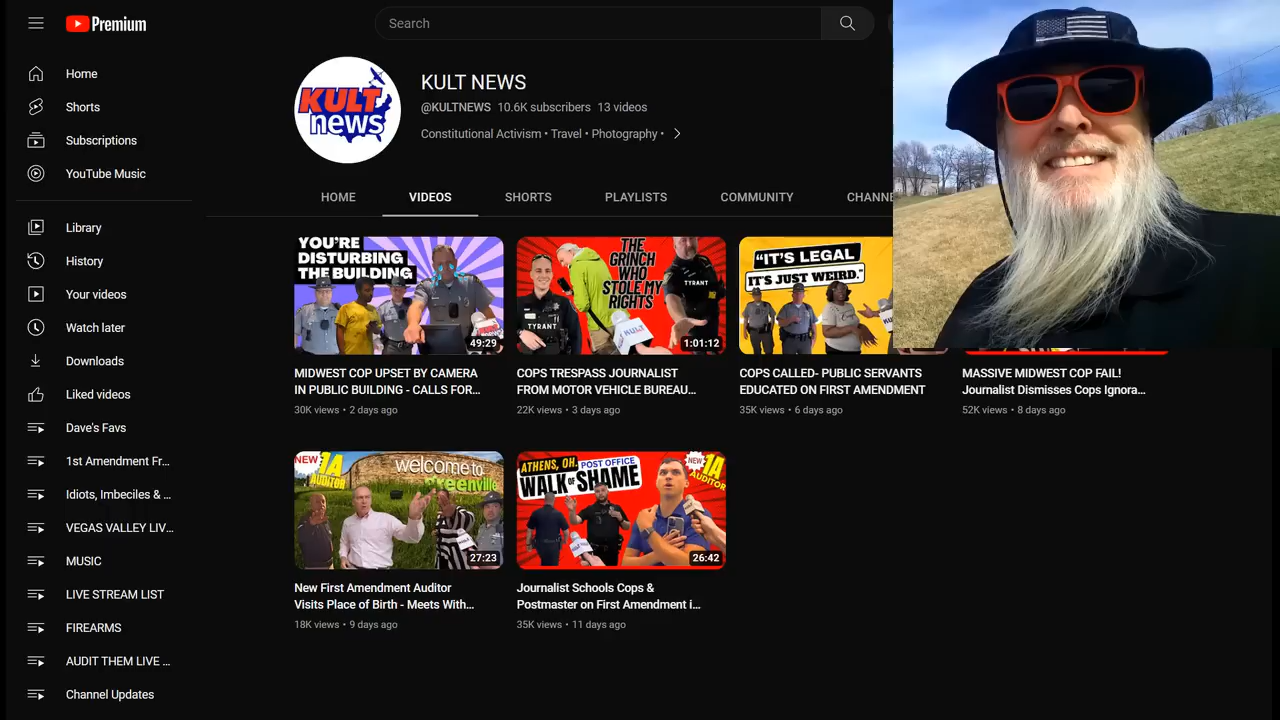 Premium
Search
Home
Shorts
Subscriptions
YouTube Music
Library
History
Your videos
Watch later
Downloads
Liked videos
Dave's Favs
1st Amendment Fr...
Idiots, Imbeciles & ...
VEGAS VALLEY LIV...
MUSIC
LIVE STREAM LIST
FIREARMS
AUDIT THEM LIVE ...
Channel Updates
KULT
news
KULT NEWS
@KULTNEWS 10.6K subscribers 13 videos
Constitutional Activism • Travel • Photography •
HOME VIDEOS SHORTS PLAYLISTS COMMUNITY CHANNE
YOU'RE
DISTURBING
THE BUILDING
49:29
MIDWEST COP UPSET BY CAMERA
IN PUBLIC BUILDING - CALLS FOR...
30K views • 2 days ago
THE
GRINCH
WHO
STOLE MY
RIGHTS
TYRANT
TYRANT
KULT
1:01:12
COPS TRESPASS JOURNALIST
FROM MOTOR VEHICLE BUREAU...
22K views • 3 days ago
"IT'S LEGAL
IT'S JUST WEIRD."
COPS CALLED- PUBLIC SERVANTS
EDUCATED ON FIRST AMENDMENT
35K views • 6 days ago
MASSIVE MIDWEST COP FAIL!
Journalist Dismisses Cops Ignora...
52K views • 8 days ago
NEW
1A
AUDITOR
welcome to
greenville
27:23
New First Amendment Auditor
Visits Place of Birth - Meets With...
18K views • 9 days ago
ATHENS, OH. POST OFFICE
WALK OF SHAME
NEW
1A
AUDITOR
26:42
Journalist Schools Cops &
Postmaster on First Amendment i...
35K views • 11 days ago